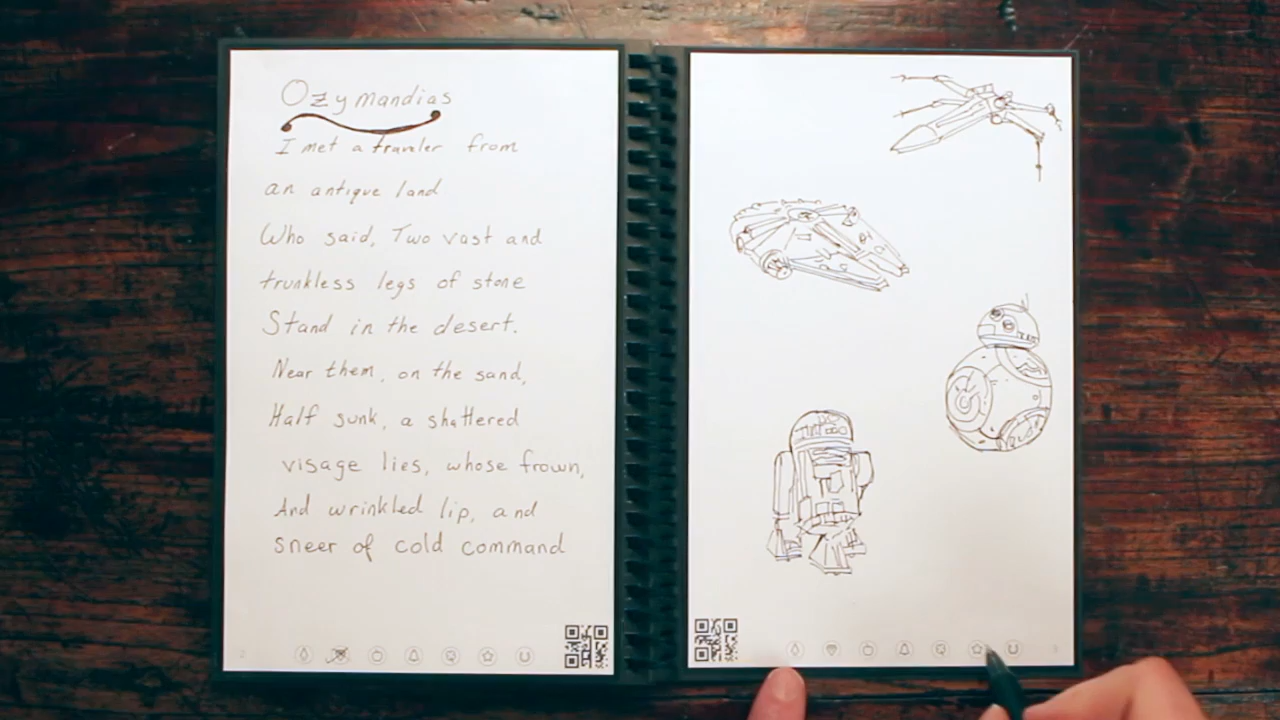 Ozymandias
I met a traveler from
an antique land
Who said, Two vast and
trunkless legs of stone
Stand in the desert.
Near them, on the sand,
Half sunk, a shattered
visage lies, whose frown,
And wrinkled lip, and
sneer of cold command
2
3